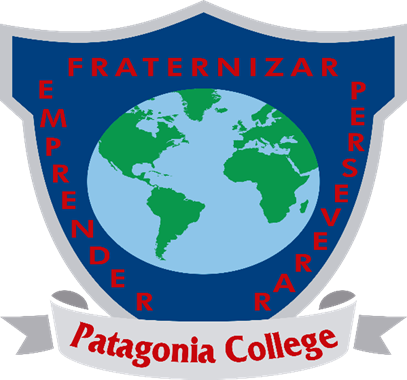 FRATERNIZAR
EMPRENDER
PERSEVERAR
Patagonia College